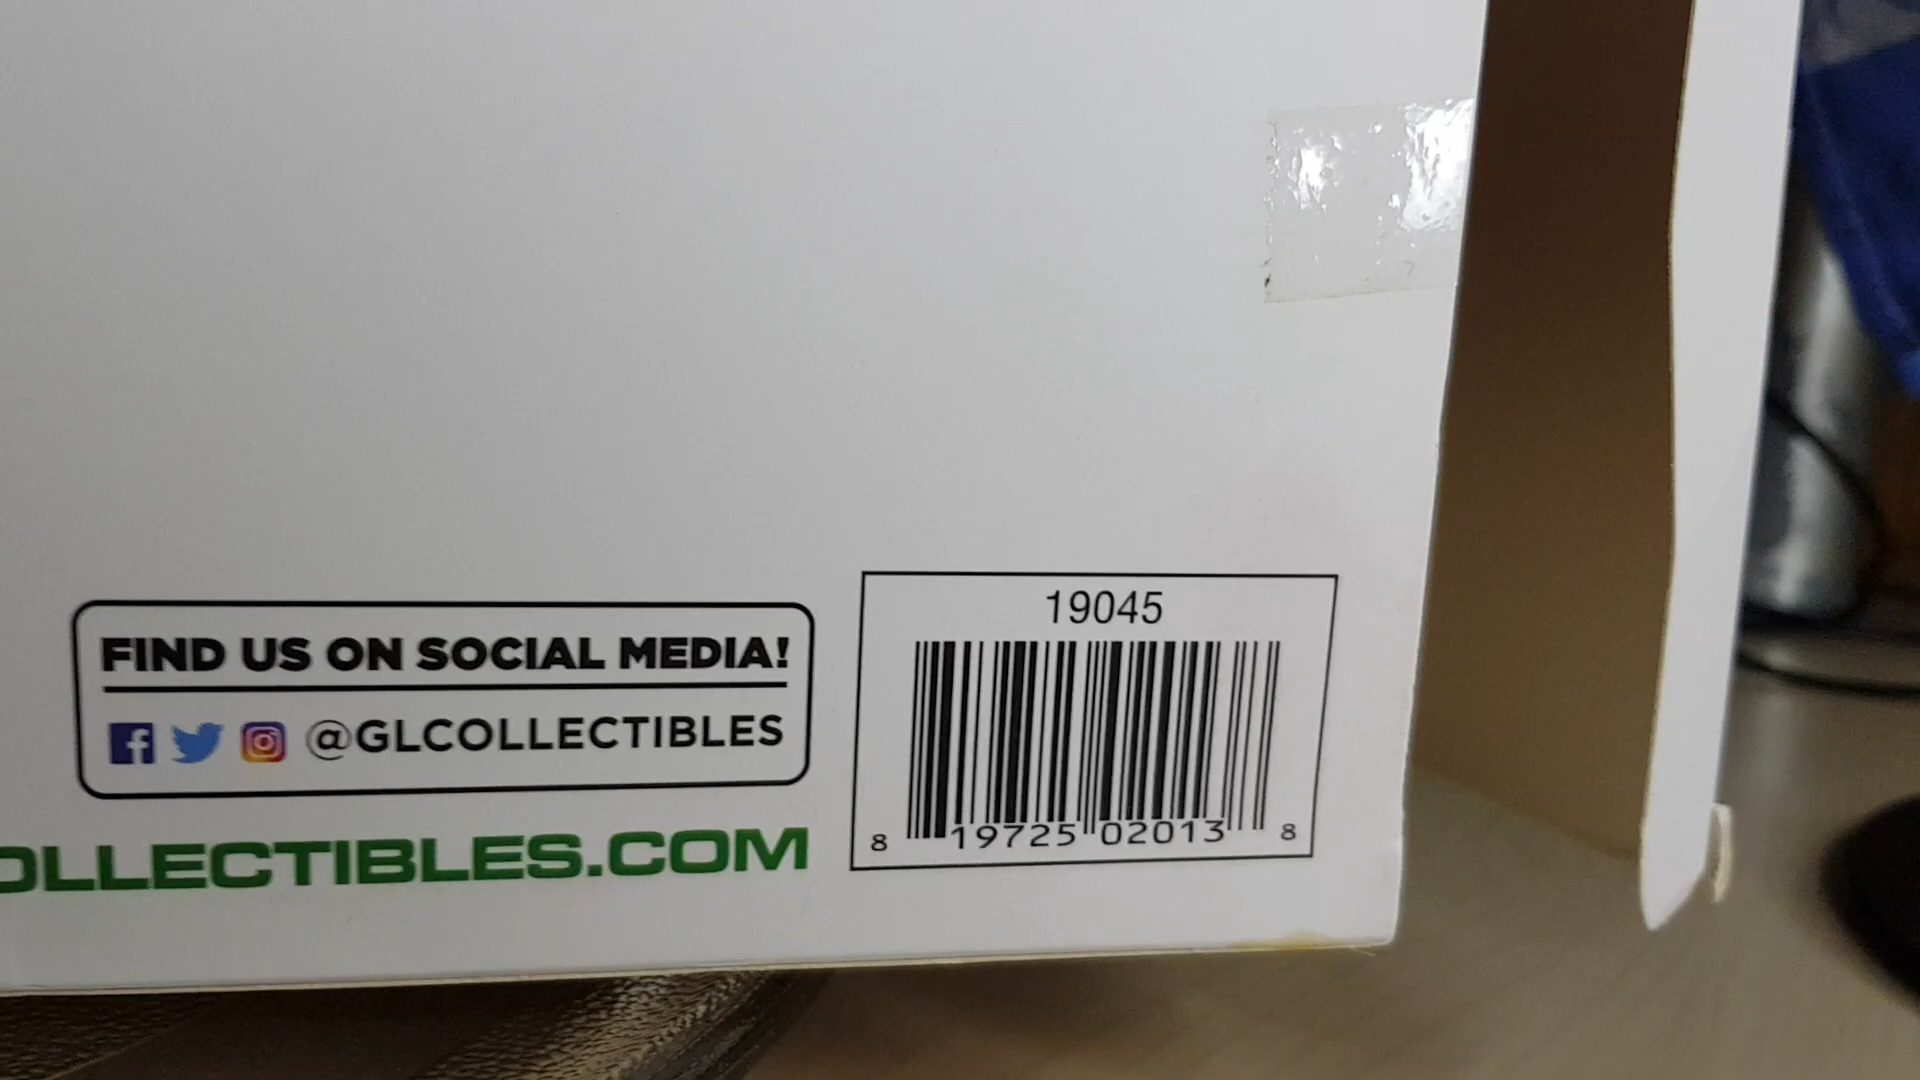 FIND US ON SOCIAL MEDIA!
@GLCOLLECTIBLES
OLLECTIBLES.COM
19045
8 19725 02013 8